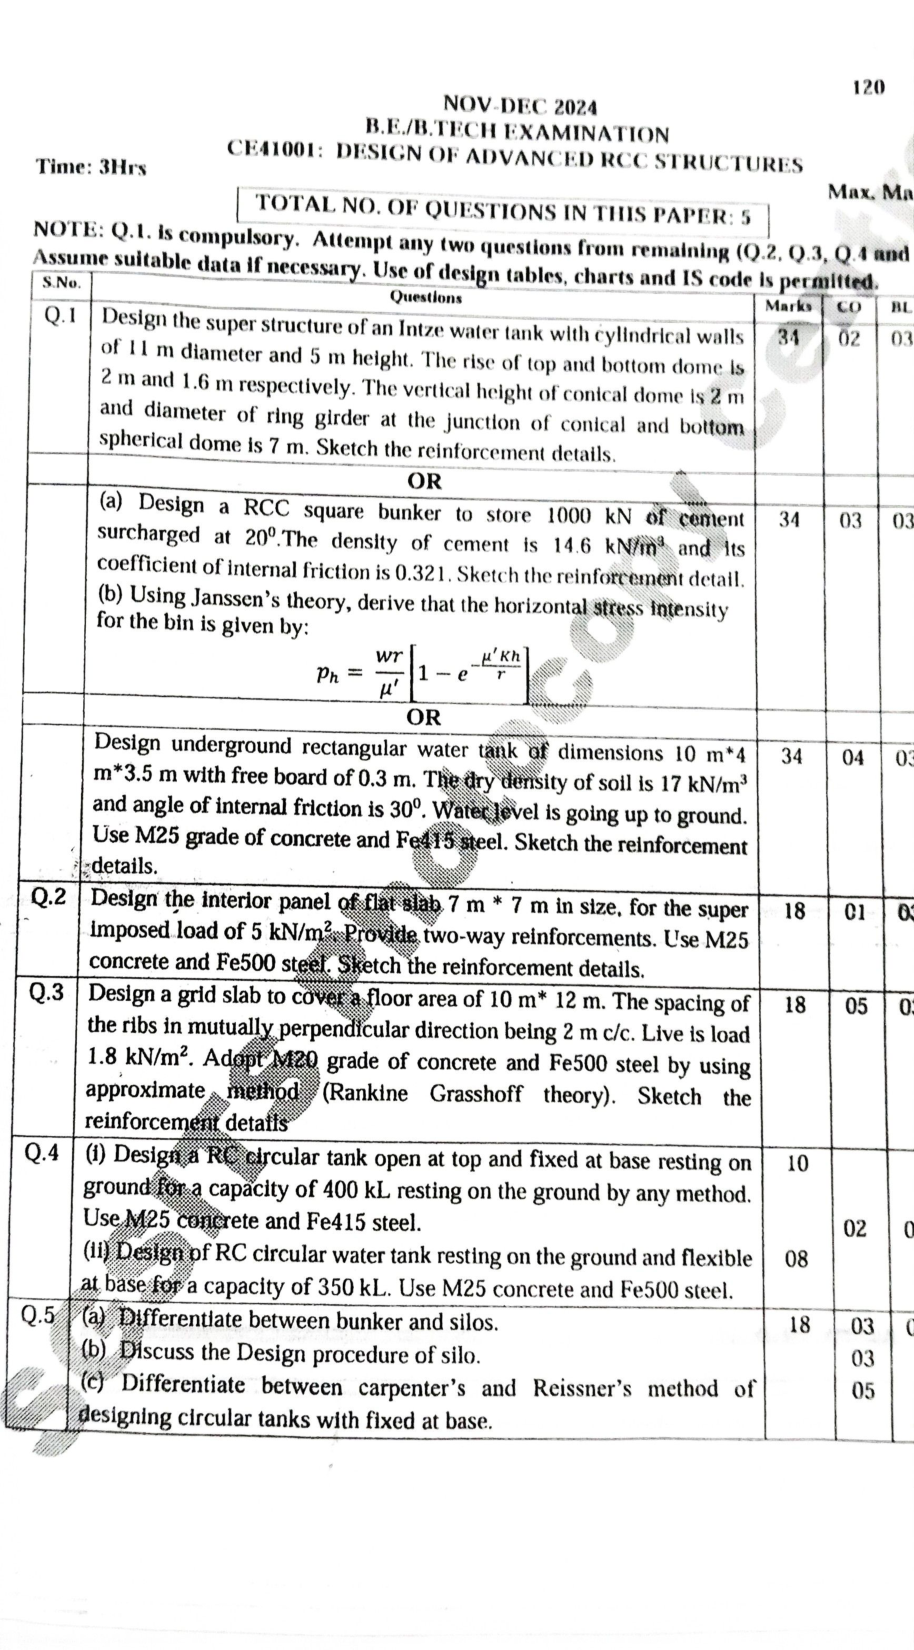 120
NOV-DEC 2024
B.E./B.TECH EXAMINATION
CE41001: DESIGN OF ADVANCED RCC STRUCTURES
Time: 3Hrs
Max. Ma
TOTAL NO. OF QUESTIONS IN THIS PAPER: 5
NOTE: Q.1. is compulsory. Attempt any two questions from remaining (Q.2, Q.3, Q.4 and
Assume suitable data if necessary. Use of design tables, charts and IS code is permitted.
S.No. Questions Marks CO BL
Q.1 Design the super structure of an Intze water tank with cylindrical walls 34 02 03
of 11 m diameter and 5 m height. The rise of top and bottom dome is
2 m and 1.6 m respectively. The vertical height of conical dome is 2 m
and diameter of ring girder at the junction of conical and bottom
spherical dome is 7 m. Sketch the reinforcement details.
OR
(a) Design a RCC square bunker to store 1000 kN of cement 34 03 03
surcharged at 20⁰.The density of cement is 14.6 kN/m³ and its
coefficient of internal friction is 0.321. Sketch the reinforcement detail.
(b) Using Janssen's theory, derive that the horizontal stress intensity
for the bin is given by:
pₕ = wr/μ' [1 − e^(−μ'Kh/r)]
OR
Design underground rectangular water tank of dimensions 10 m*4 34 04 03
m*3.5 m with free board of 0.3 m. The dry density of soil is 17 kN/m³
and angle of internal friction is 30⁰. Water level is going up to ground.
Use M25 grade of concrete and Fe415 steel. Sketch the reinforcement
details.
Q.2 Design the interior panel of flat slab 7 m * 7 m in size, for the super 18 01 03
imposed load of 5 kN/m². Provide two-way reinforcements. Use M25
concrete and Fe500 steel. Sketch the reinforcement details.
Q.3 Design a grid slab to cover a floor area of 10 m* 12 m. The spacing of 18 05 03
the ribs in mutually perpendicular direction being 2 m c/c. Live is load
1.8 kN/m². Adopt M20 grade of concrete and Fe500 steel by using
approximate method (Rankine Grasshoff theory). Sketch the
reinforcement details
Q.4 (i) Design a RC circular tank open at top and fixed at base resting on 10
ground for a capacity of 400 kL resting on the ground by any method.
Use M25 concrete and Fe415 steel. 02 0
(ii) Design of RC circular water tank resting on the ground and flexible 08
at base for a capacity of 350 kL. Use M25 concrete and Fe500 steel.
Q.5 (a) Differentiate between bunker and silos. 18 03
(b) Discuss the Design procedure of silo. 03
(c) Differentiate between carpenter's and Reissner's method of 05
designing circular tanks with fixed at base.